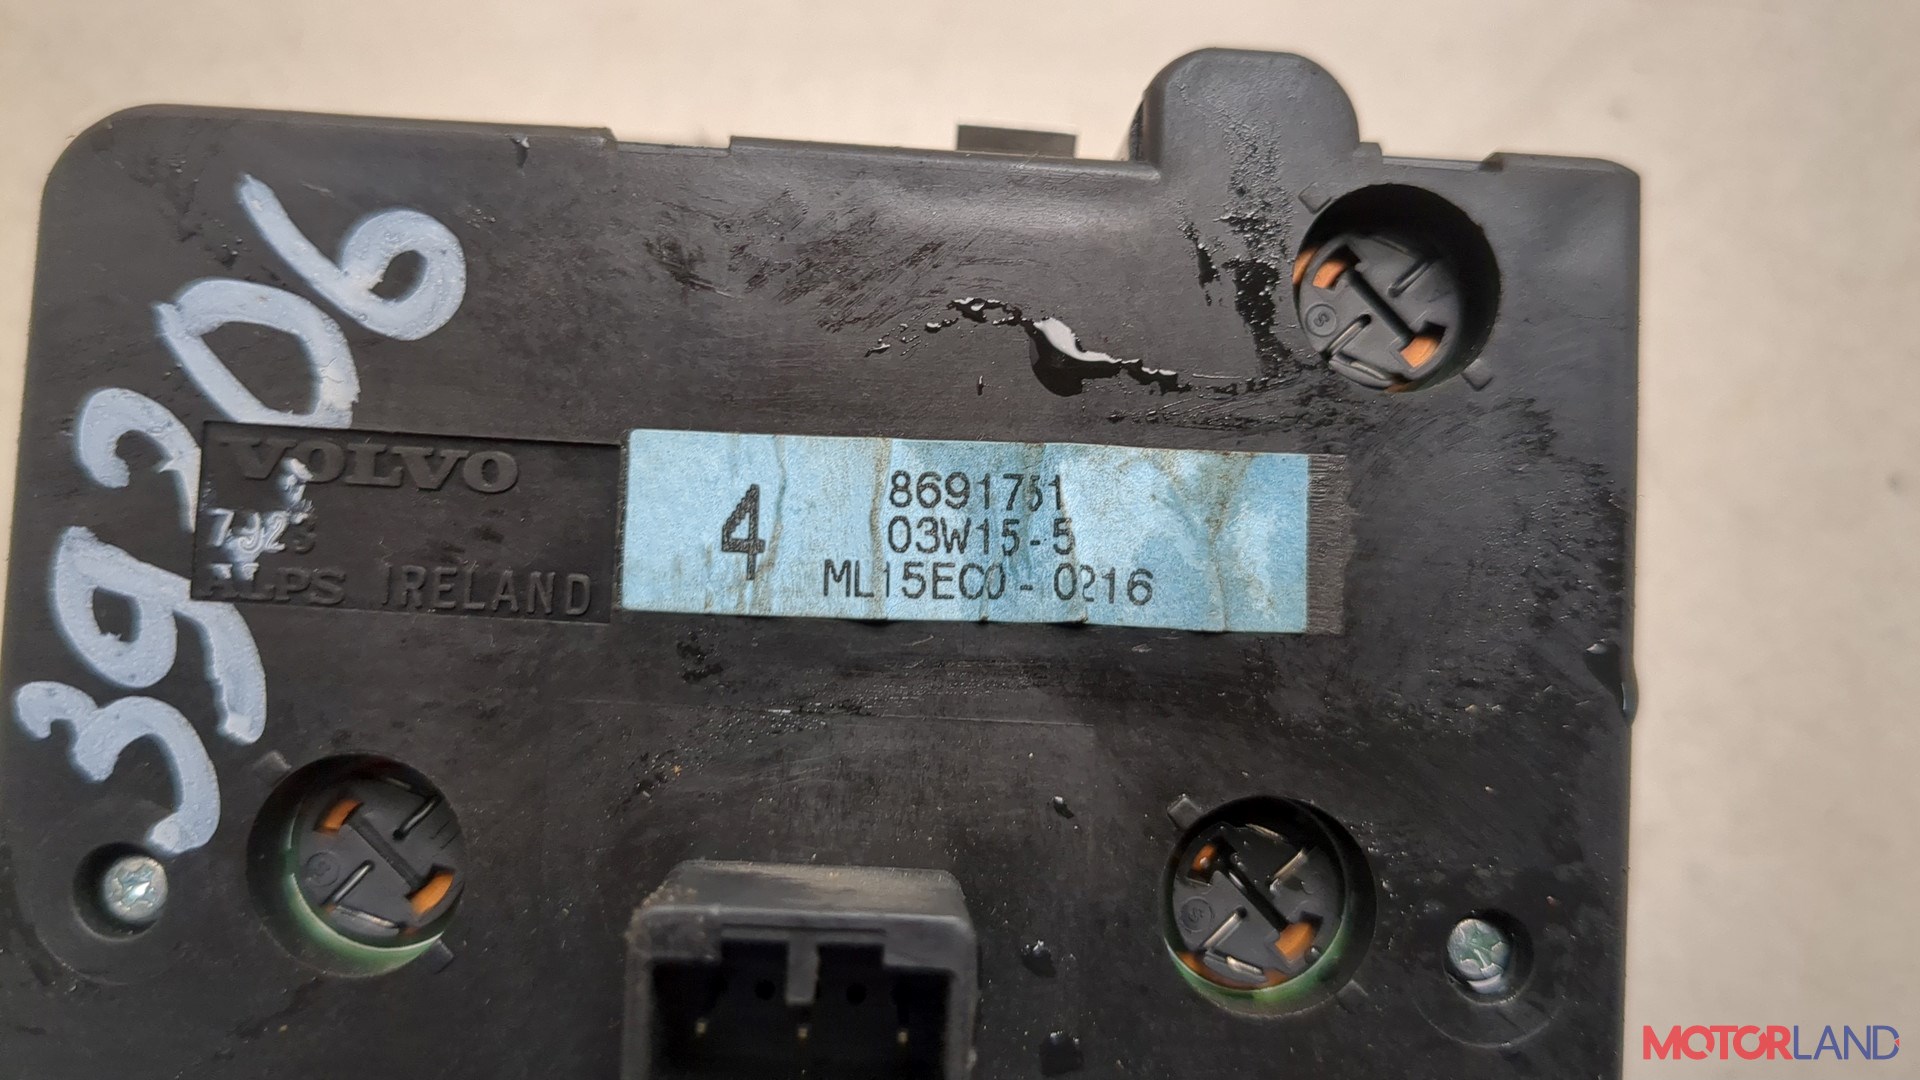 39206
VOLVO
ALPS IRELAND
4
8691751
03W15-5
ML15EC0-0216
MOTORLAND